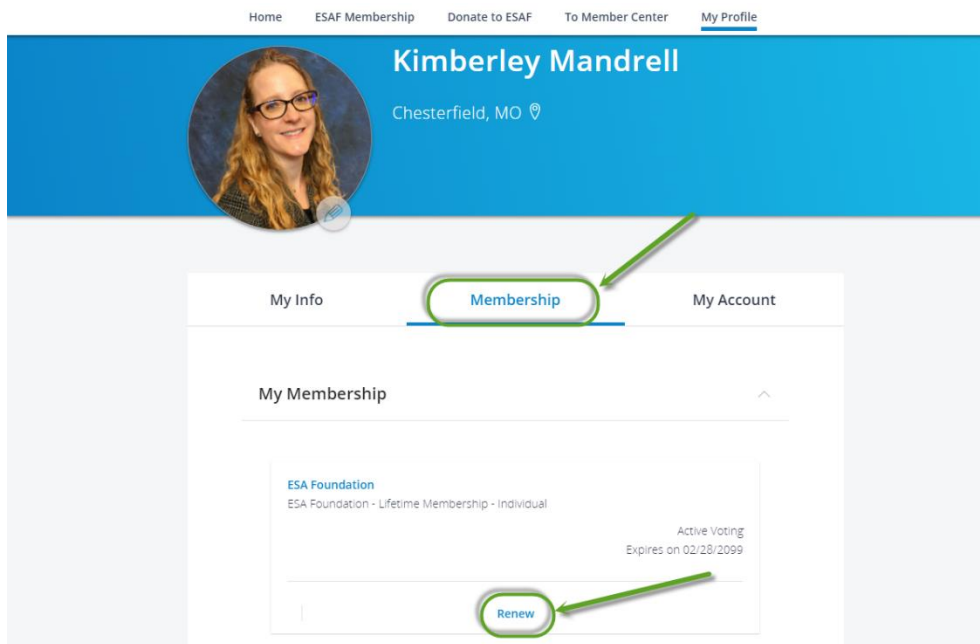 Home ESAF Membership Donate to ESAF To Member Center My Profile
Kimberley Mandrell
Chesterfield, MO
My Info Membership My Account
My Membership
ESA Foundation
ESA Foundation - Lifetime Membership - Individual
Active Voting
Expires on 02/28/2099
Renew